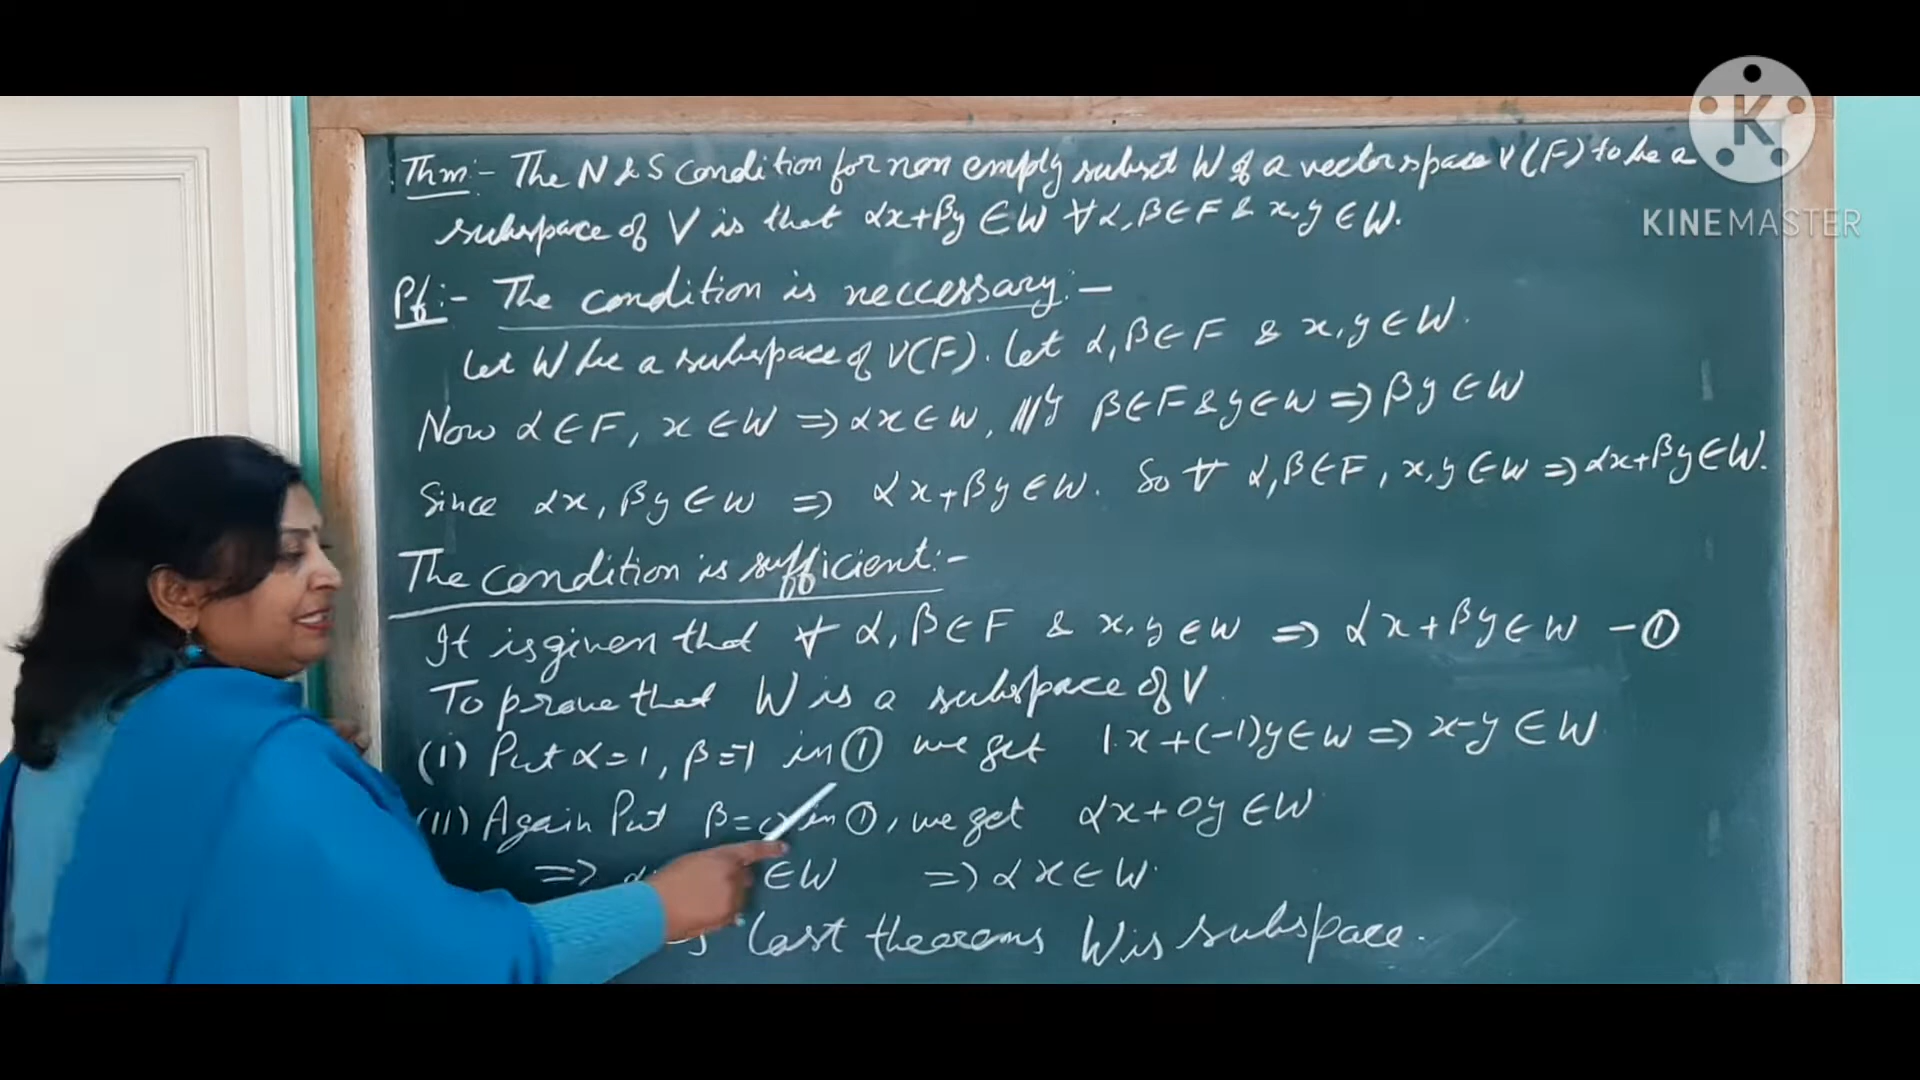 Thm:- The N & S condition for non empty subset W of a vector space V(F) to be a
subspace of V is that αx+βy ∈ W ∀ α, β ∈ F & x, y ∈ W.
Pf:- The condition is neccessary:-
Let W be a subspace of V(F). Let α, β ∈ F & x, y ∈ W.
Now α ∈ F, x ∈ W ⇒ αx ∈ W, |||ly β ∈ F & y ∈ W ⇒ βy ∈ W
Since αx, βy ∈ W ⇒ αx+βy ∈ W. So ∀ α, β ∈ F, x, y ∈ W ⇒ αx+βy ∈ W.
The condition is sufficient:-
It is given that ∀ α, β ∈ F & x, y ∈ W ⇒ αx+βy ∈ W - ①
To prove that W is a subspace of V.
(i) Put α=1, β=-1 in ① we get 1.x+(-1)y ∈ W ⇒ x-y ∈ W
(ii) Again Put β=0 in ①, we get αx+0y ∈ W
⇒ ∈ W ⇒ αx ∈ W.
last theorems W is subspace.
K
KINEMASTER